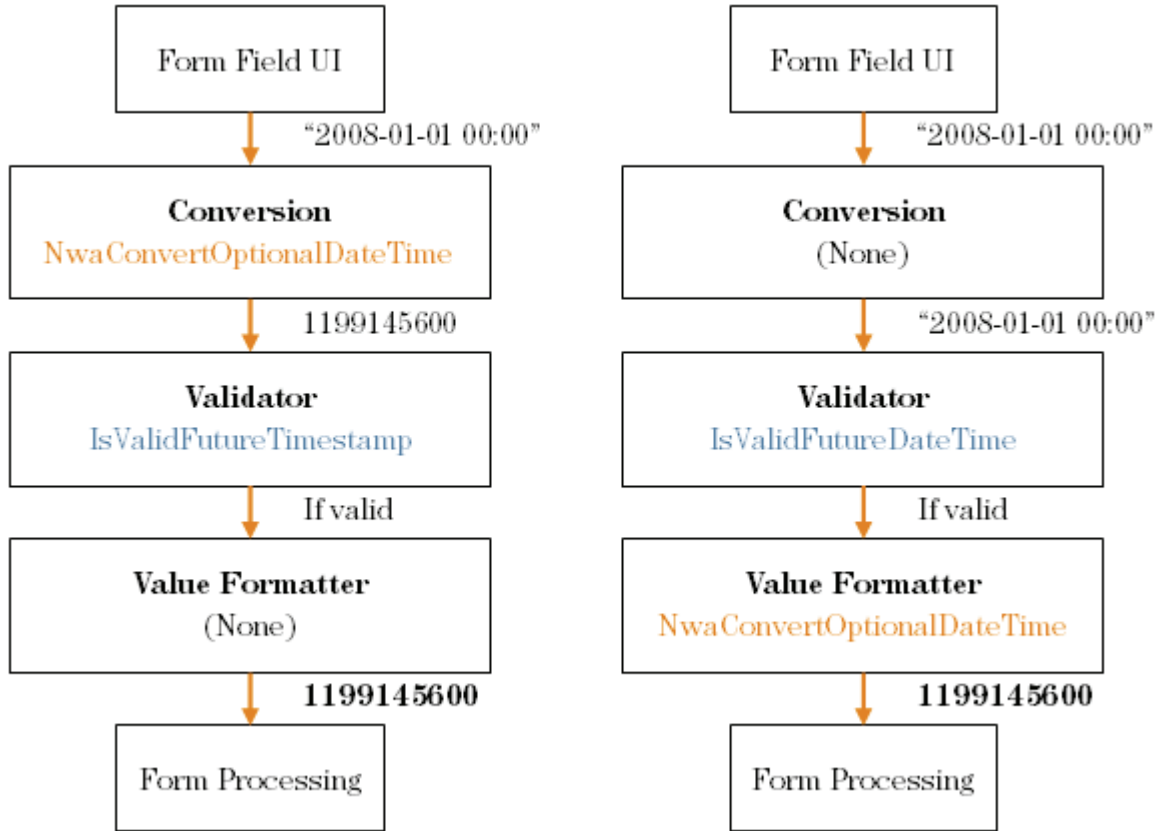 Form Field UI
“2008-01-01 00:00”
Conversion
NwaConvertOptionalDateTime
1199145600
Validator
IsValidFutureTimestamp
If valid
Value Formatter
(None)
1199145600
Form Processing
Form Field UI
“2008-01-01 00:00”
Conversion
(None)
“2008-01-01 00:00”
Validator
IsValidFutureDateTime
If valid
Value Formatter
NwaConvertOptionalDateTime
1199145600
Form Processing